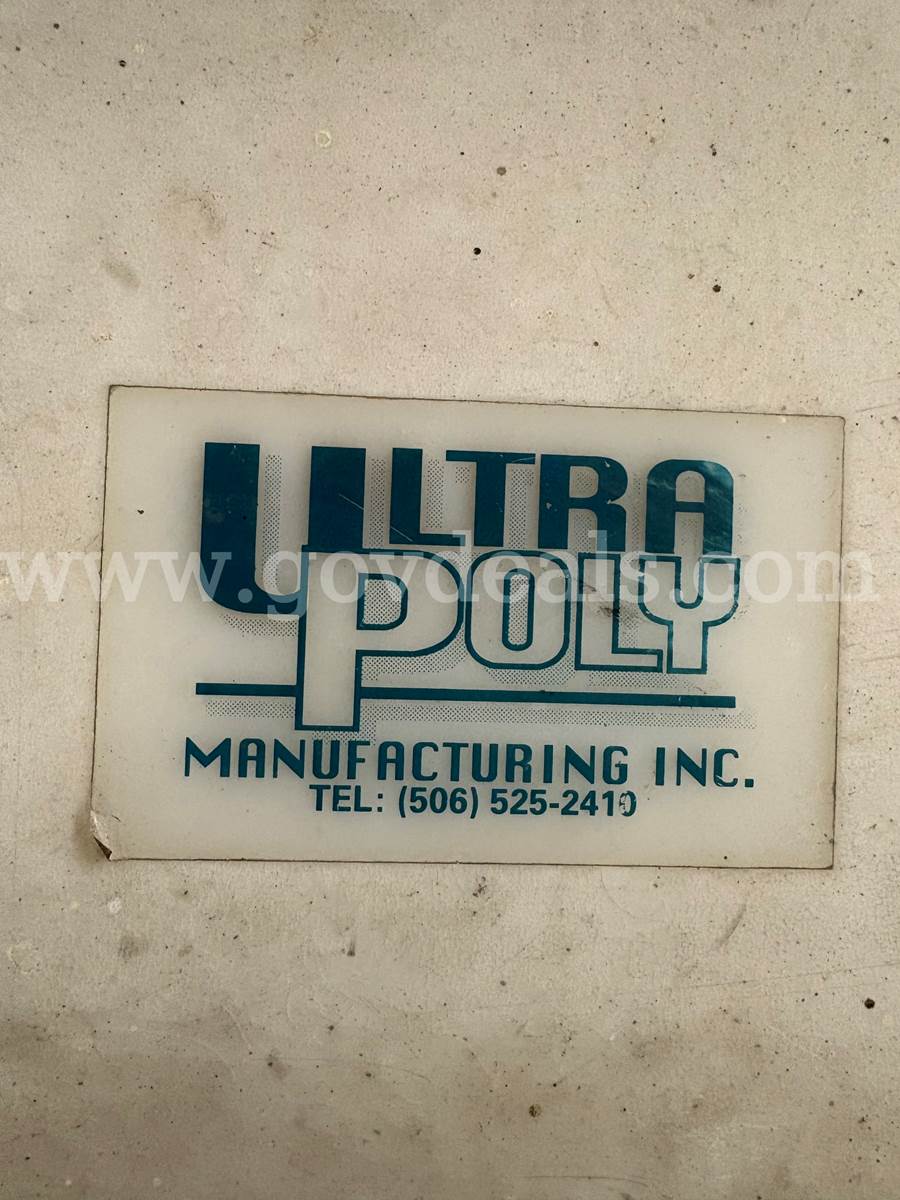 ULTRA
POLY
www.govdeals.com
MANUFACTURING INC.
TEL: (506) 525-2410